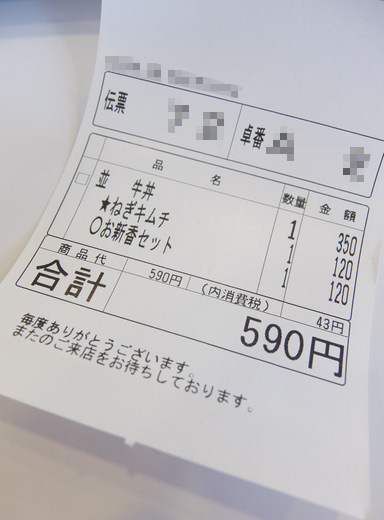 伝票 卓番
品 名 数量 金 額
並 牛丼 1 350
★ねぎキムチ 1 120
○お新香セット 1 120
商品代 590円 (内消費税) 43円
合計 590円
毎度ありがとうございます。
またのご来店をお待ちしております。